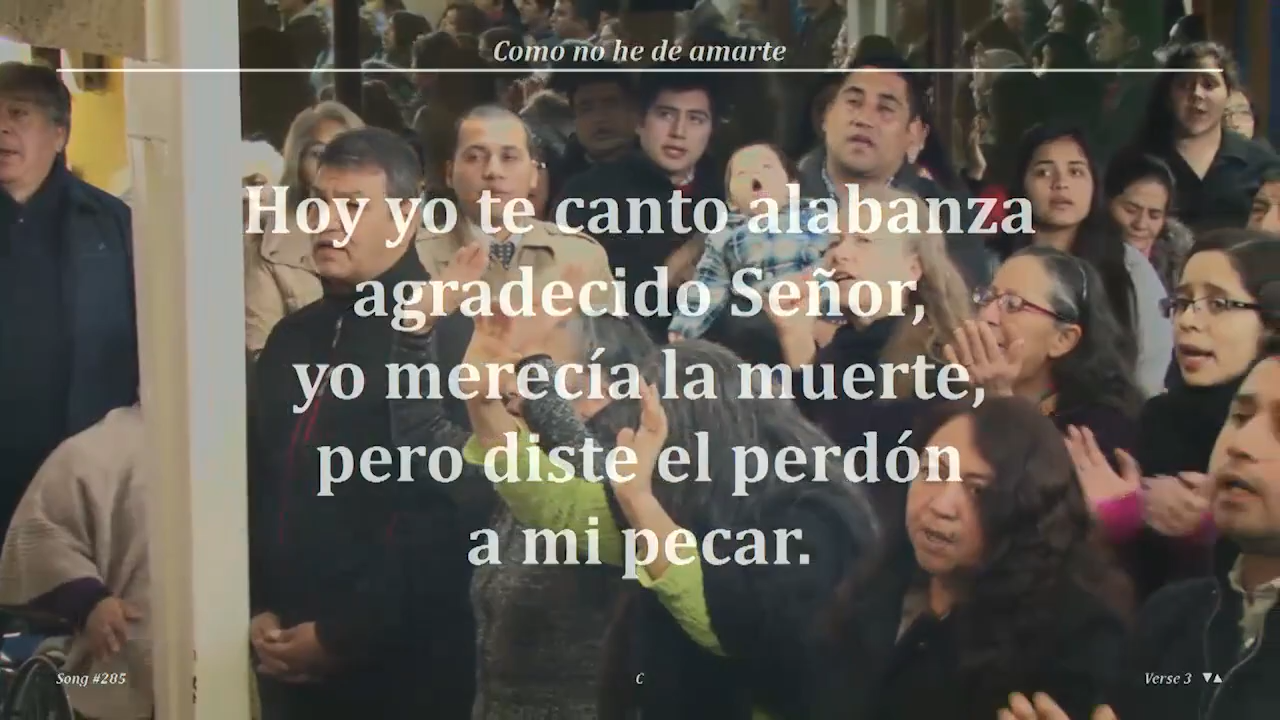 Como no he de amarte
Hoy yo te canto alabanza
agradecido Señor,
yo merecía la muerte,
pero diste el perdón
a mi pecar.
Song #285
C
Verse 3 ▼▲